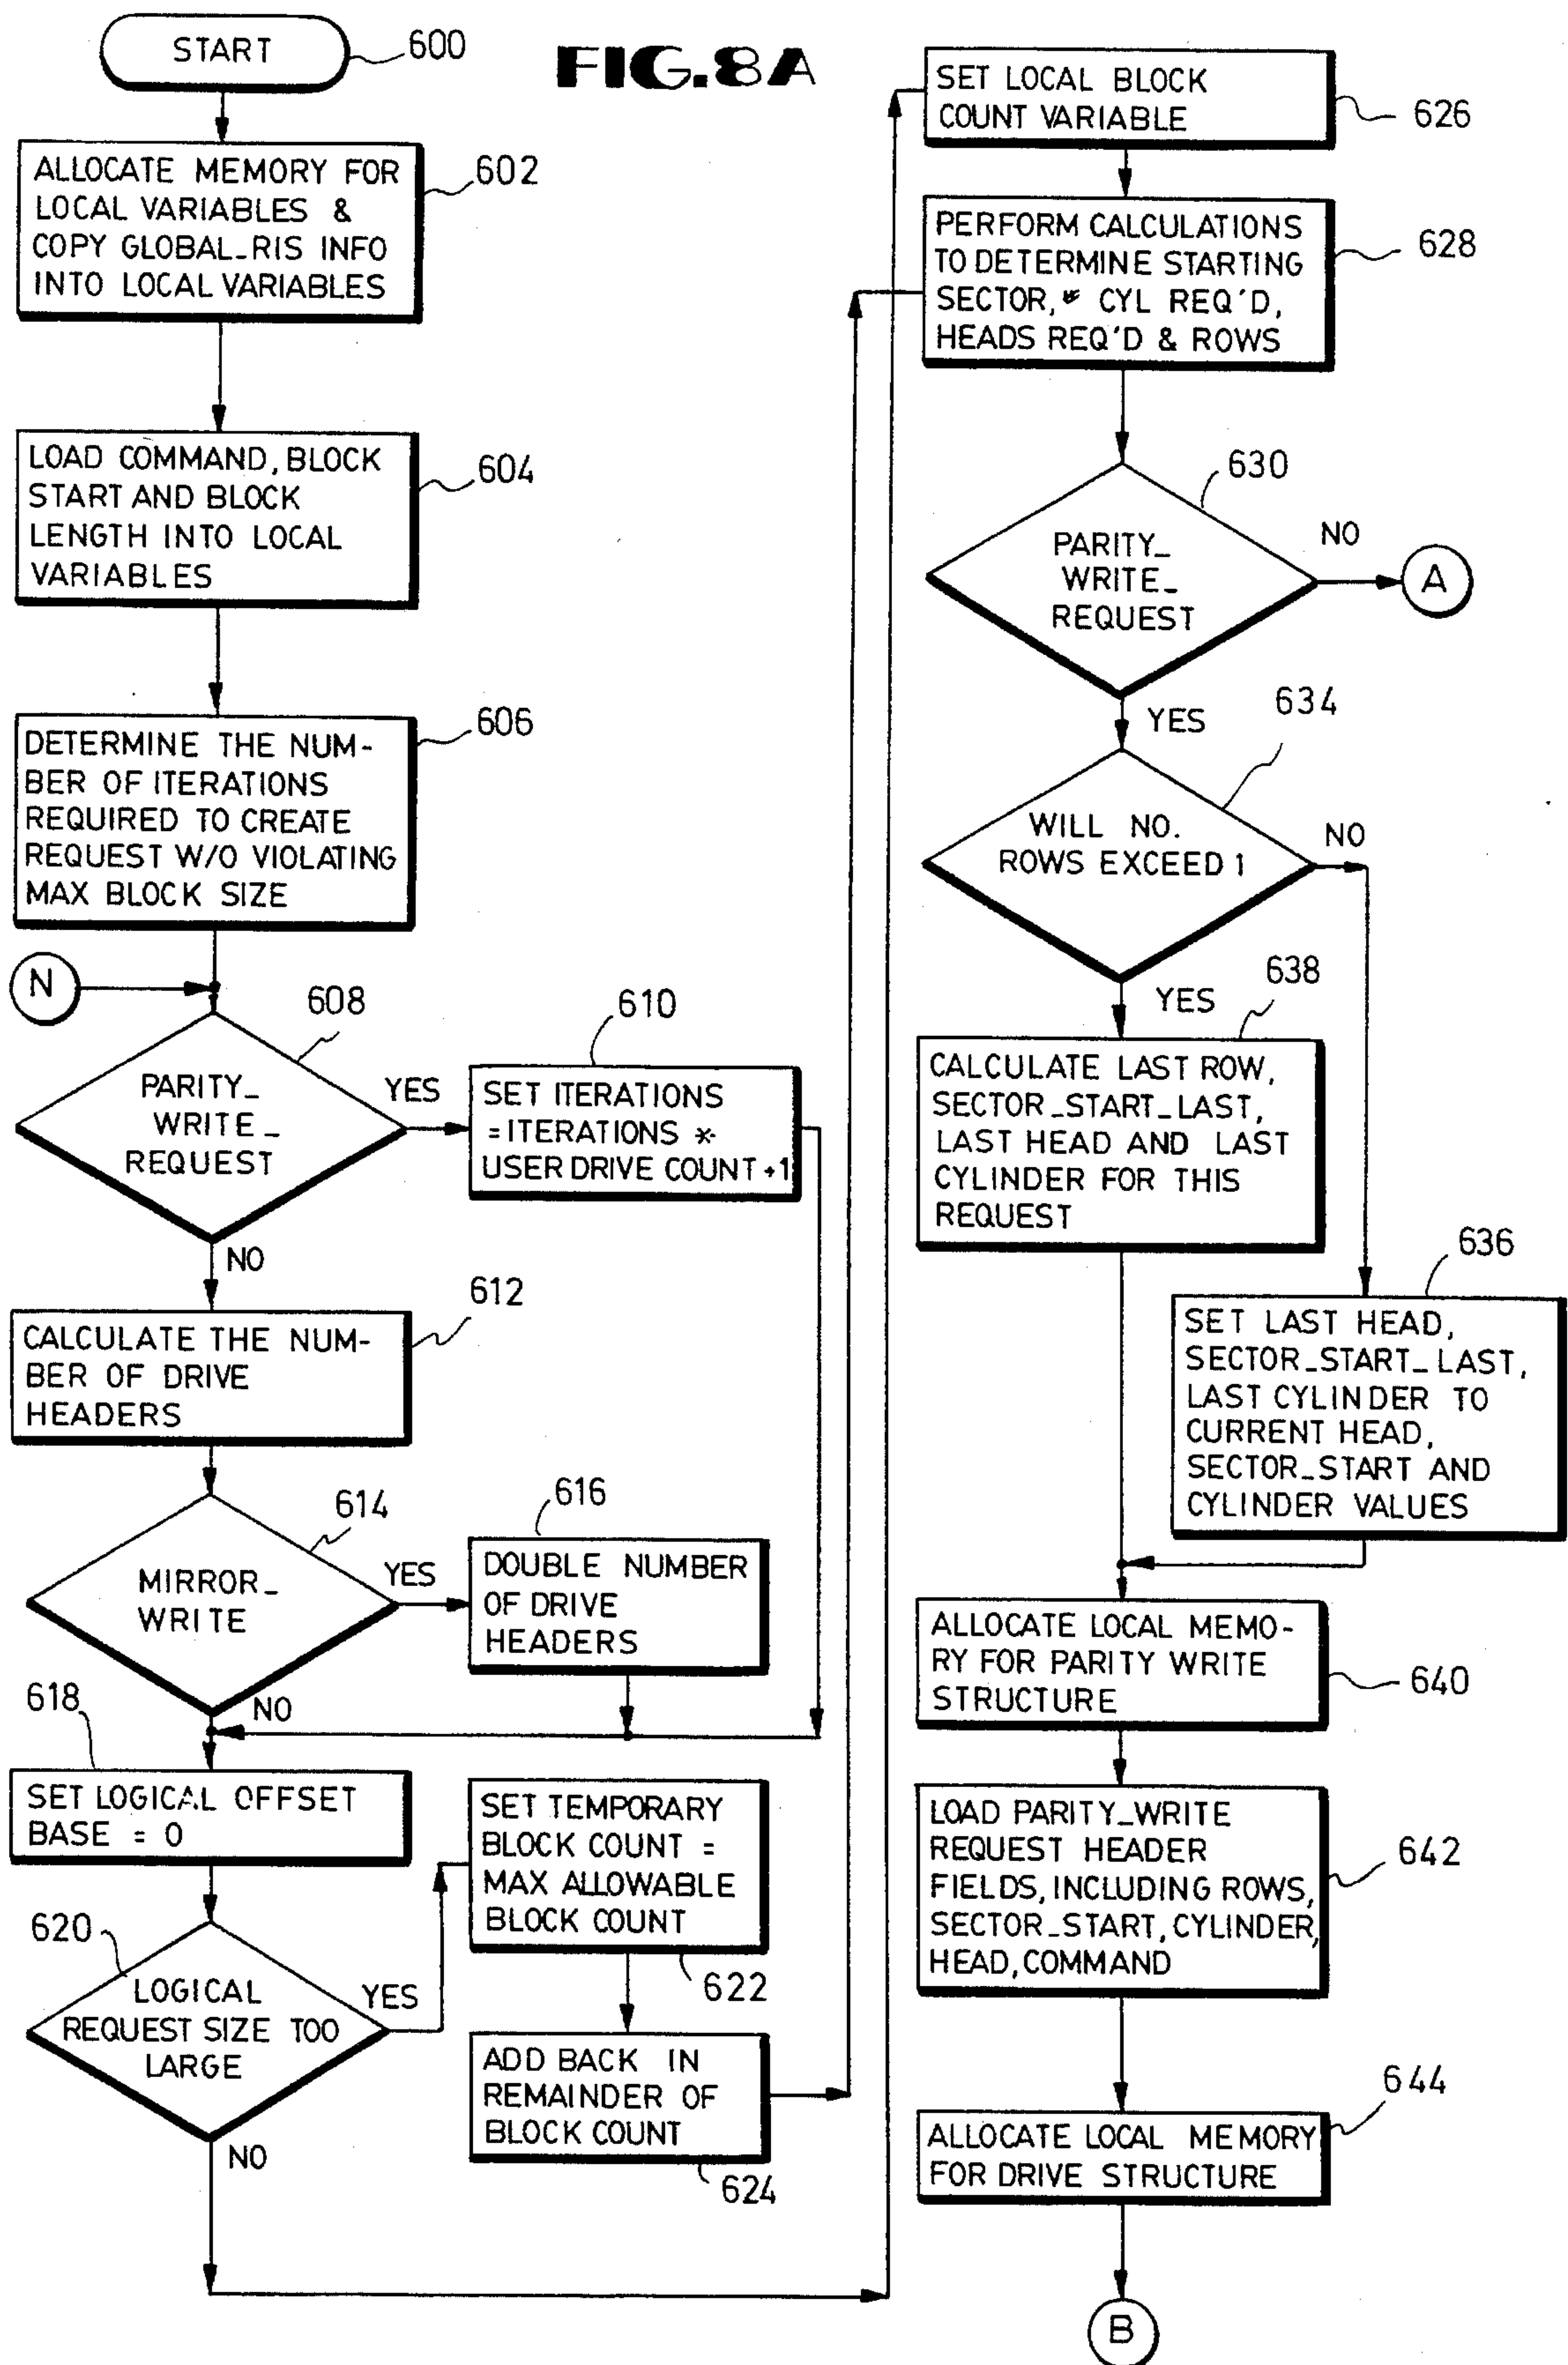 FIG.8A
START
600
ALLOCATE MEMORY FOR
LOCAL VARIABLES &
COPY GLOBAL_RIS INFO
INTO LOCAL VARIABLES
602
LOAD COMMAND, BLOCK
START AND BLOCK
LENGTH INTO LOCAL
VARIABLES
604
DETERMINE THE NUM-
BER OF ITERATIONS
REQUIRED TO CREATE
REQUEST W/O VIOLATING
MAX BLOCK SIZE
606
N
608
PARITY_
WRITE_
REQUEST
YES
NO
610
SET ITERATIONS
=ITERATIONS *
USER DRIVE COUNT +1
612
CALCULATE THE NUM-
BER OF DRIVE
HEADERS
614
MIRROR_
WRITE
YES
NO
616
DOUBLE NUMBER
OF DRIVE
HEADERS
618
SET LOGICAL OFFSET
BASE = 0
620
LOGICAL
REQUEST SIZE TOO
LARGE
YES
NO
SET TEMPORARY
BLOCK COUNT =
MAX ALLOWABLE
BLOCK COUNT
622
ADD BACK IN
REMAINDER OF
BLOCK COUNT
624
SET LOCAL BLOCK
COUNT VARIABLE
626
PERFORM CALCULATIONS
TO DETERMINE STARTING
SECTOR, CYL REQ'D,
HEADS REQ'D & ROWS
628
630
PARITY_
WRITE_
REQUEST
NO
A
YES
634
WILL NO.
ROWS EXCEED 1
NO
YES
638
CALCULATE LAST ROW,
SECTOR_START_LAST,
LAST HEAD AND LAST
CYLINDER FOR THIS
REQUEST
636
SET LAST HEAD,
SECTOR_START_LAST,
LAST CYLINDER TO
CURRENT HEAD,
SECTOR_START AND
CYLINDER VALUES
ALLOCATE LOCAL MEMO-
RY FOR PARITY WRITE
STRUCTURE
640
LOAD PARITY_WRITE
REQUEST HEADER
FIELDS, INCLUDING ROWS,
SECTOR_START, CYLINDER,
HEAD, COMMAND
642
644
ALLOCATE LOCAL MEMORY
FOR DRIVE STRUCTURE
B